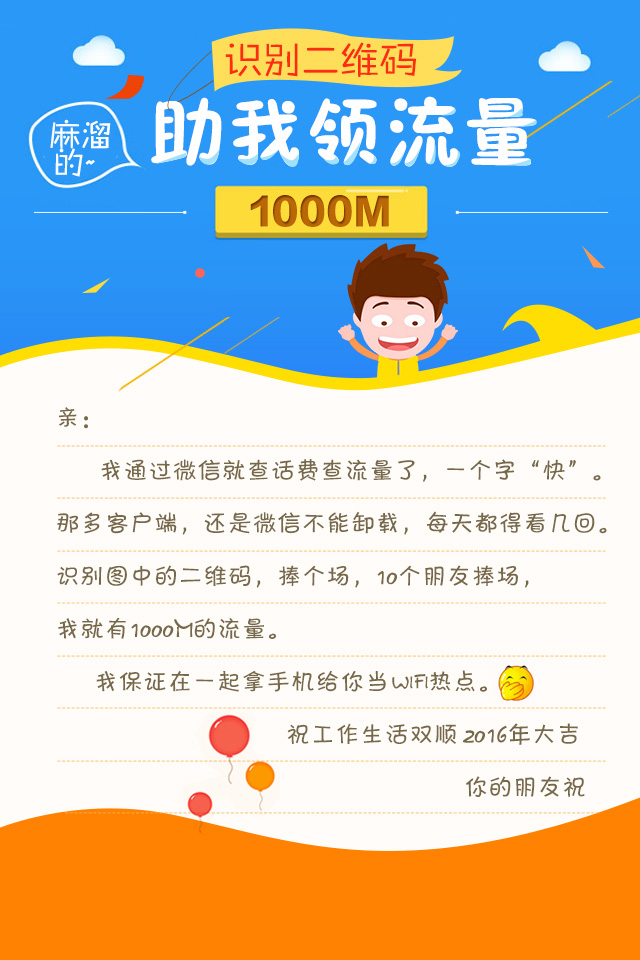 识别二维码
麻溜
的~
助我领流量
1000M
亲：
我通过微信就查话费查流量了，一个字“快”。
那多客户端，还是微信不能卸载，每天都得看几回。
识别图中的二维码，捧个场，10个朋友捧场，
我就有1000M的流量。
我保证在一起拿手机给你当WIFI热点。
祝工作生活双顺 2016年大吉
你的朋友祝